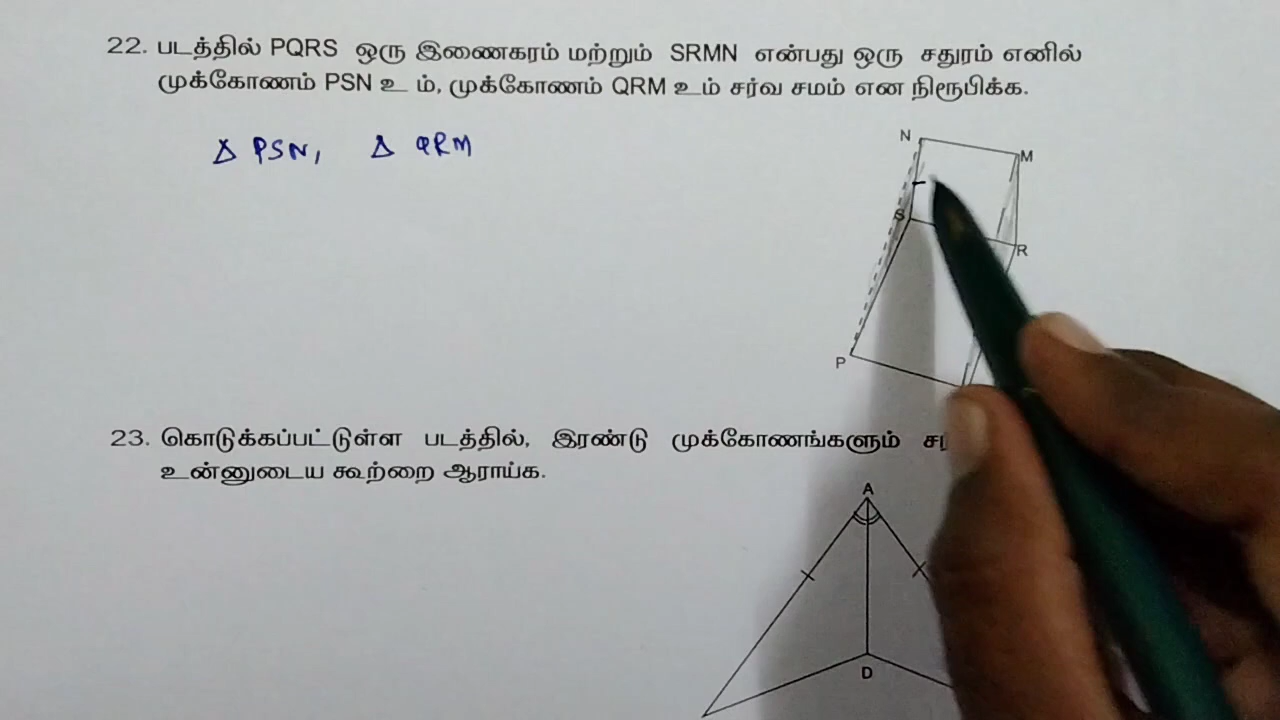 22. படத்தில் PQRS ஒரு இணைகரம் மற்றும் SRMN என்பது ஒரு சதுரம் எனில்
முக்கோணம் PSN உ ம், முக்கோணம் QRM உம் சர்வ சமம் என நிரூபிக்க.
Δ PSN, Δ QRM
N
M
S
R
P
23. கொடுக்கப்பட்டுள்ள படத்தில், இரண்டு முக்கோணங்களும்
உன்னுடைய கூற்றை ஆராய்க.
A
D